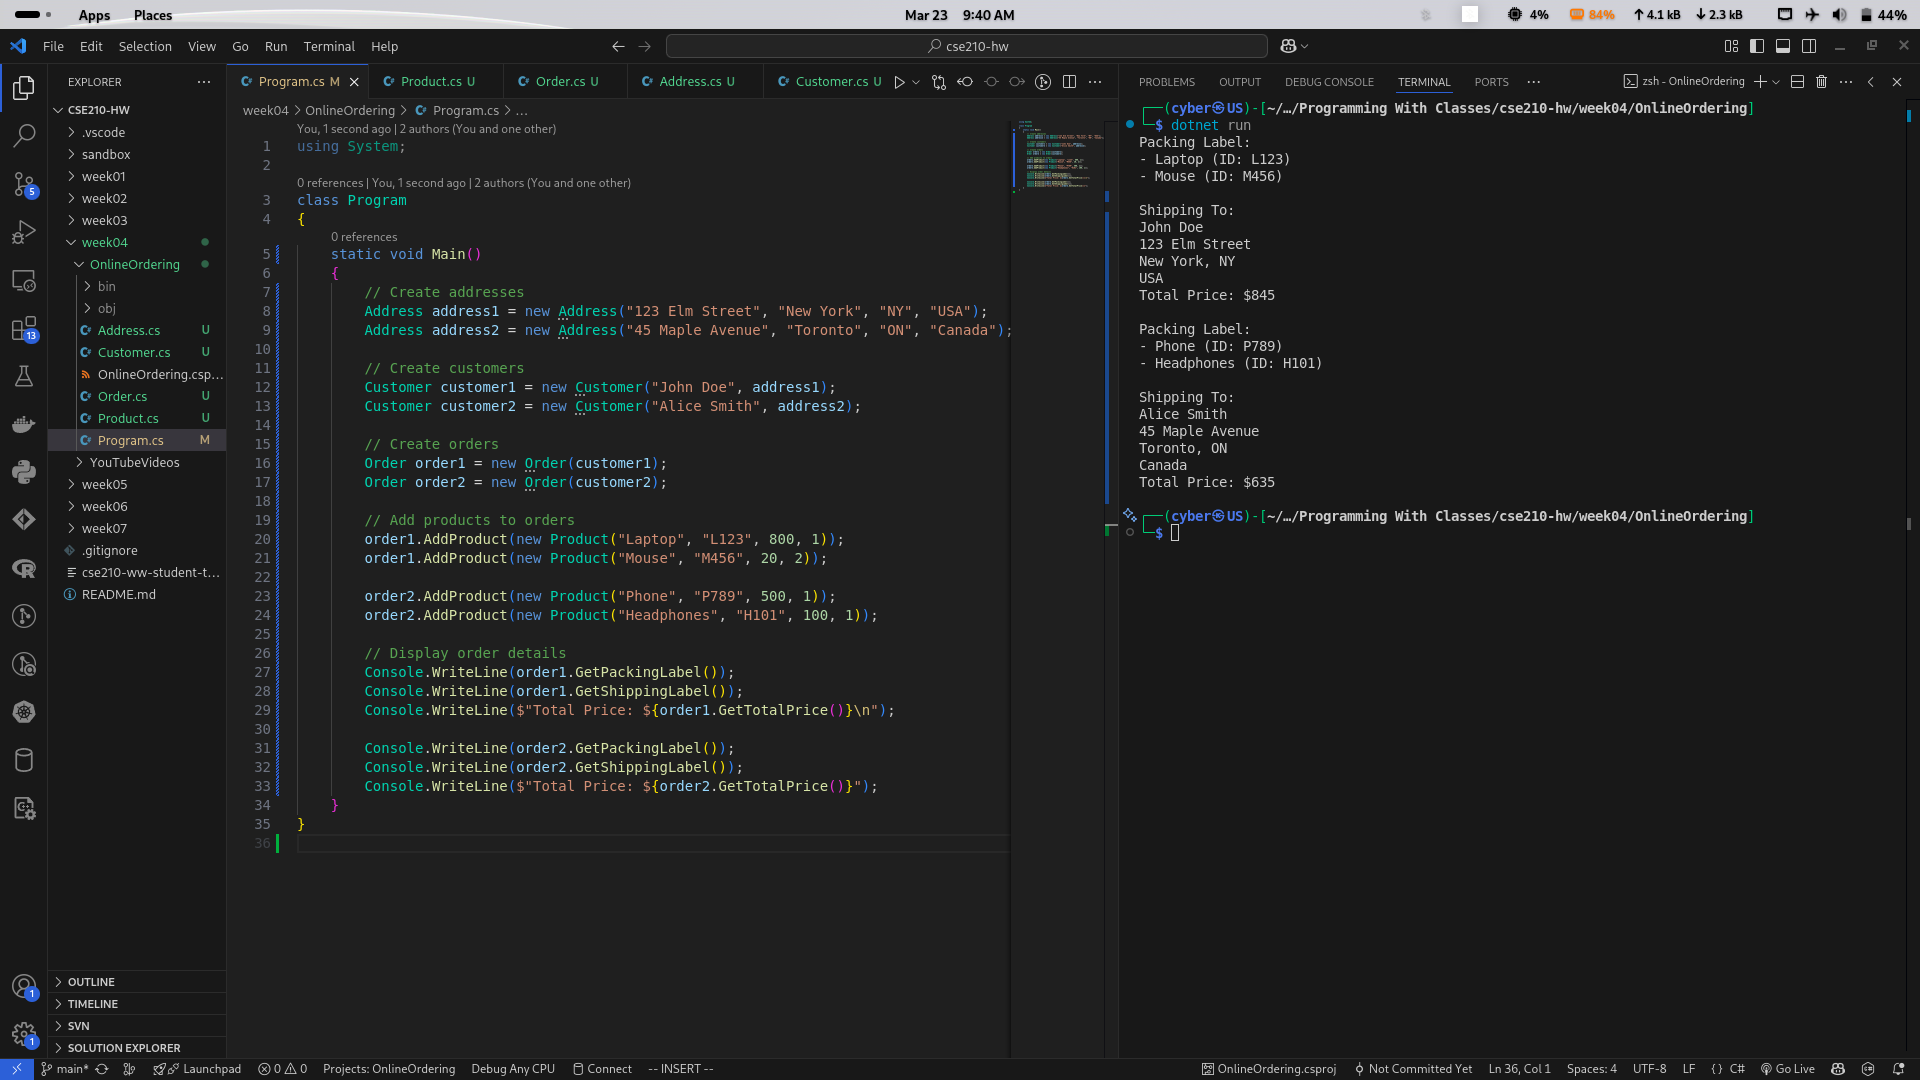 Apps Places
Mar 23 9:40 AM
4% 84% 4.1 kB 2.3 kB 44%
File Edit Selection View Go Run Terminal Help
cse210-hw
EXPLORER
CSE210-HW
.vscode
sandbox
week01
week02
week03
week04
OnlineOrdering
bin
obj
Address.cs U
Customer.cs U
OnlineOrdering.csp...
Order.cs U
Product.cs U
Program.cs M
YouTubeVideos
week05
week06
week07
.gitignore
cse210-ww-student-t...
README.md
OUTLINE
TIMELINE
SVN
SOLUTION EXPLORER
5
13
1
1
Program.cs M Product.cs U Order.cs U Address.cs U Customer.cs U
week04 > OnlineOrdering > Program.cs > ...
You, 1 second ago | 2 authors (You and one other)
1 using System;
2
0 references | You, 1 second ago | 2 authors (You and one other)
3 class Program
4 {
0 references
5 static void Main()
6 {
7 // Create addresses
8 Address address1 = new Address("123 Elm Street", "New York", "NY", "USA");
9 Address address2 = new Address("45 Maple Avenue", "Toronto", "ON", "Canada");
10
11 // Create customers
12 Customer customer1 = new Customer("John Doe", address1);
13 Customer customer2 = new Customer("Alice Smith", address2);
14
15 // Create orders
16 Order order1 = new Order(customer1);
17 Order order2 = new Order(customer2);
18
19 // Add products to orders
20 order1.AddProduct(new Product("Laptop", "L123", 800, 1));
21 order1.AddProduct(new Product("Mouse", "M456", 20, 2));
22
23 order2.AddProduct(new Product("Phone", "P789", 500, 1));
24 order2.AddProduct(new Product("Headphones", "H101", 100, 1));
25
26 // Display order details
27 Console.WriteLine(order1.GetPackingLabel());
28 Console.WriteLine(order1.GetShippingLabel());
29 Console.WriteLine($"Total Price: ${order1.GetTotalPrice()}\n");
30
31 Console.WriteLine(order2.GetPackingLabel());
32 Console.WriteLine(order2.GetShippingLabel());
33 Console.WriteLine($"Total Price: ${order2.GetTotalPrice()}");
34 }
35 }
36
PROBLEMS OUTPUT DEBUG CONSOLE TERMINAL PORTS
zsh - OnlineOrdering
┌──(cyber㉿US)-[~/…/Programming With Classes/cse210-hw/week04/OnlineOrdering]
└─$ dotnet run
Packing Label:
- Laptop (ID: L123)
- Mouse (ID: M456)
Shipping To:
John Doe
123 Elm Street
New York, NY
USA
Total Price: $845
Packing Label:
- Phone (ID: P789)
- Headphones (ID: H101)
Shipping To:
Alice Smith
45 Maple Avenue
Toronto, ON
Canada
Total Price: $635
┌──(cyber㉿US)-[~/…/Programming With Classes/cse210-hw/week04/OnlineOrdering]
└─$
main* Launchpad 0 0 Projects: OnlineOrdering Debug Any CPU Connect -- INSERT --
OnlineOrdering.csproj Not Committed Yet Ln 36, Col 1 Spaces: 4 UTF-8 LF {} C# Go Live